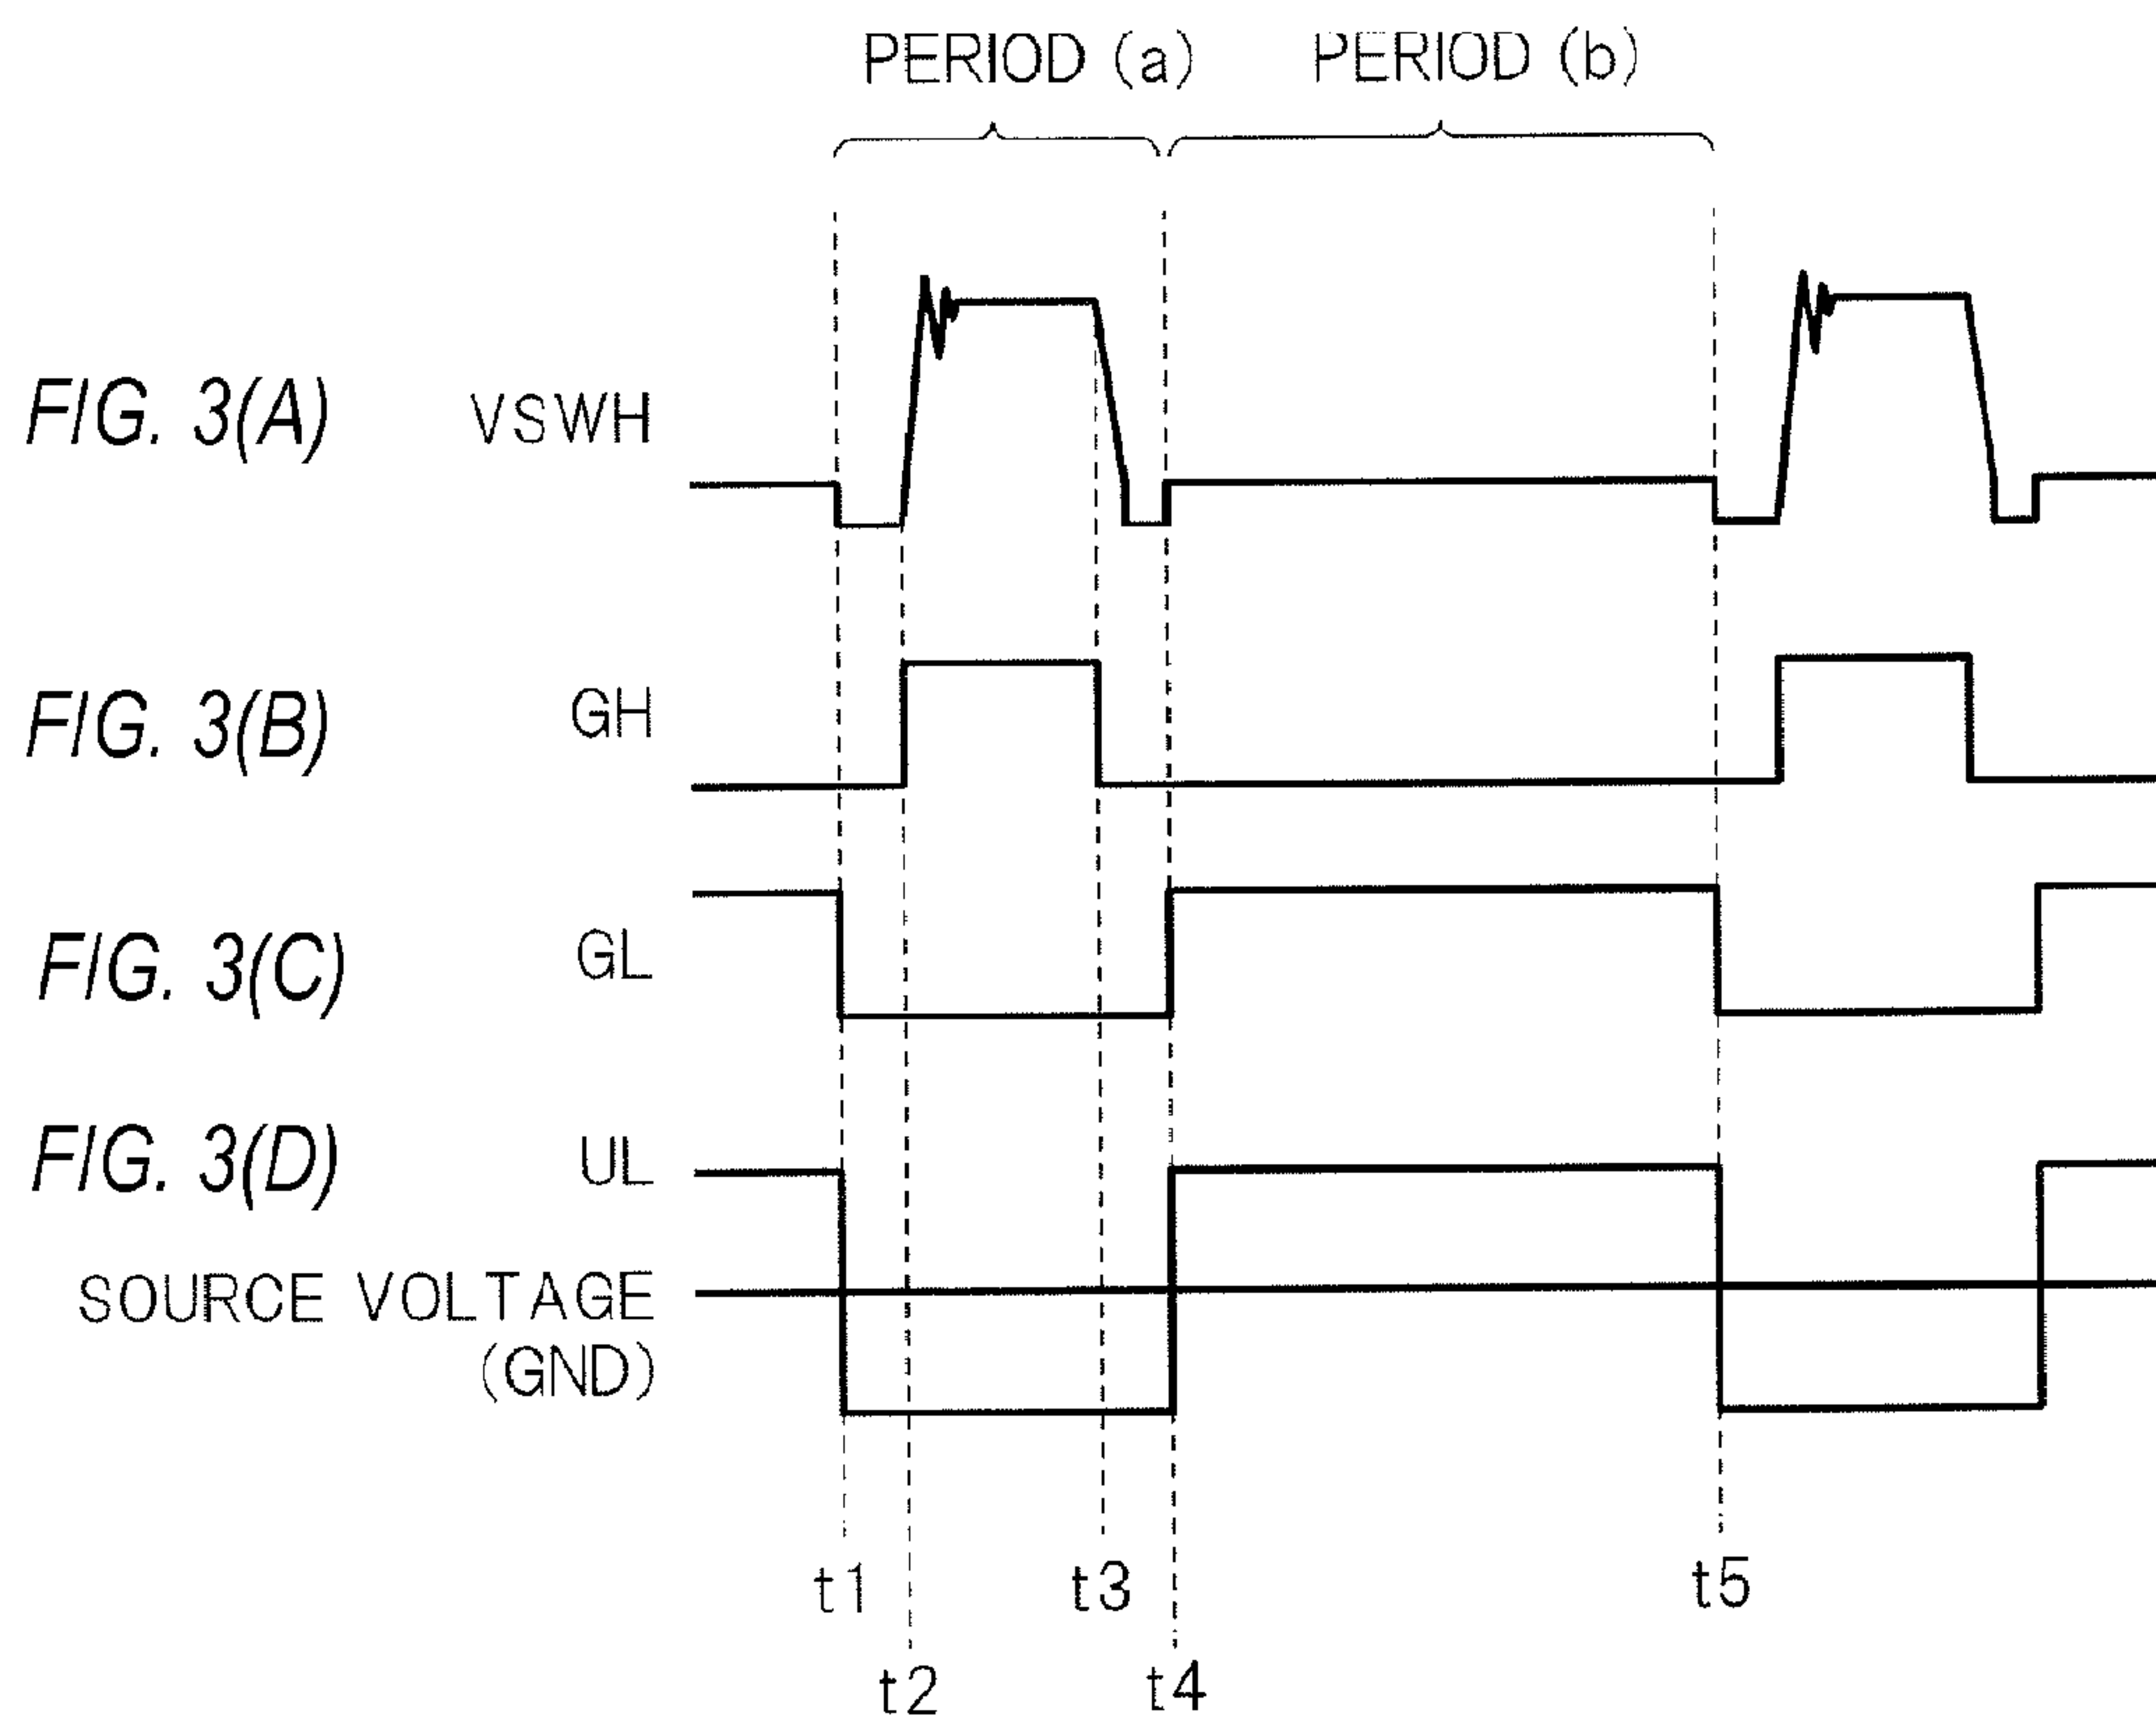 PERIOD (a) PERIOD (b)
FIG. 3(A) VSWH
FIG. 3(B) GH
FIG. 3(C) GL
FIG. 3(D) UL
SOURCE VOLTAGE
(GND)
t1 t3 t5
t2 t4